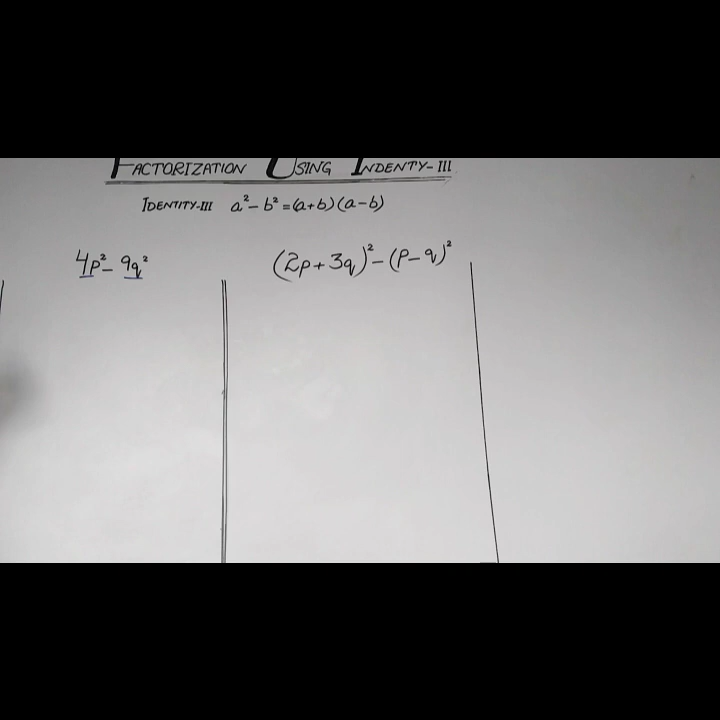 FACTORIZATION USING INDENTY-III
IDENTITY-III a²-b²=(a+b)(a-b)
4p²-9q²
(2p+3q)²-(p-q)²